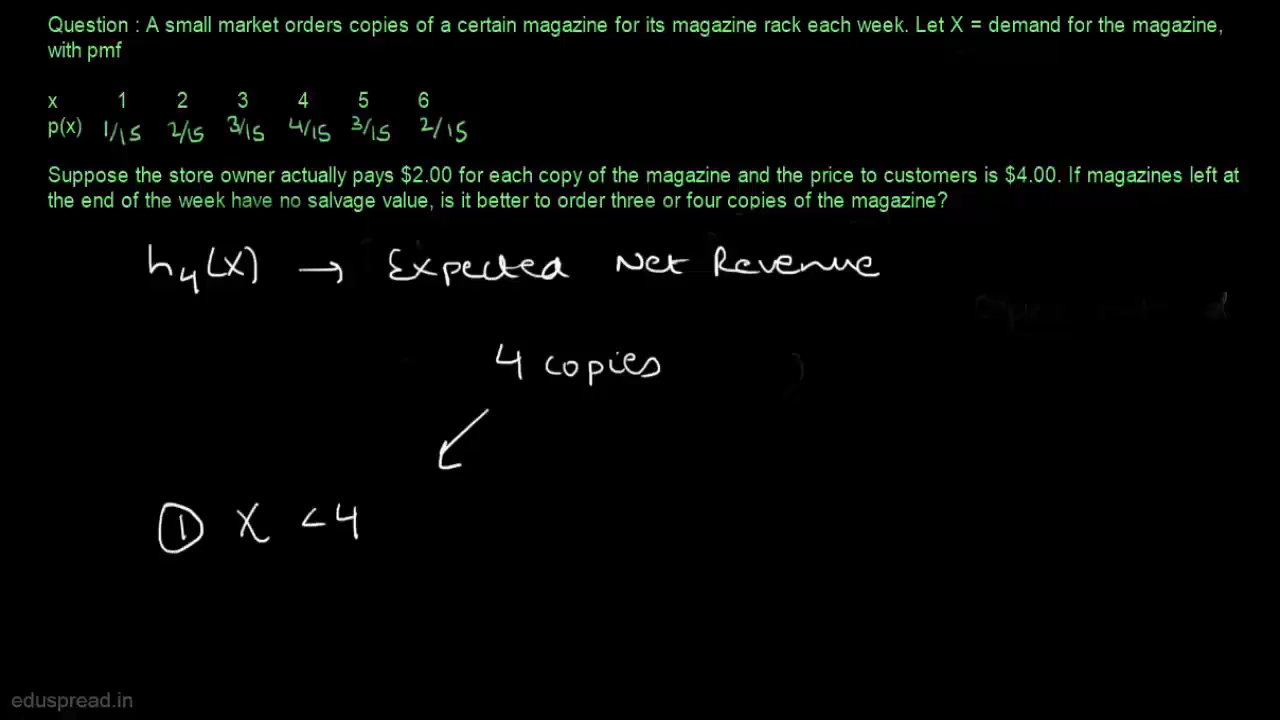 Question : A small market orders copies of a certain magazine for its magazine rack each week. Let X = demand for the magazine,
with pmf
x 1 2 3 4 5 6
p(x) 1/15 2/15 3/15 4/15 3/15 2/15
Suppose the store owner actually pays $2.00 for each copy of the magazine and the price to customers is $4.00. If magazines left at
the end of the week have no salvage value, is it better to order three or four copies of the magazine?
h4(X) → Expected Net Revenue
4 copies
① X < 4
eduspread.in